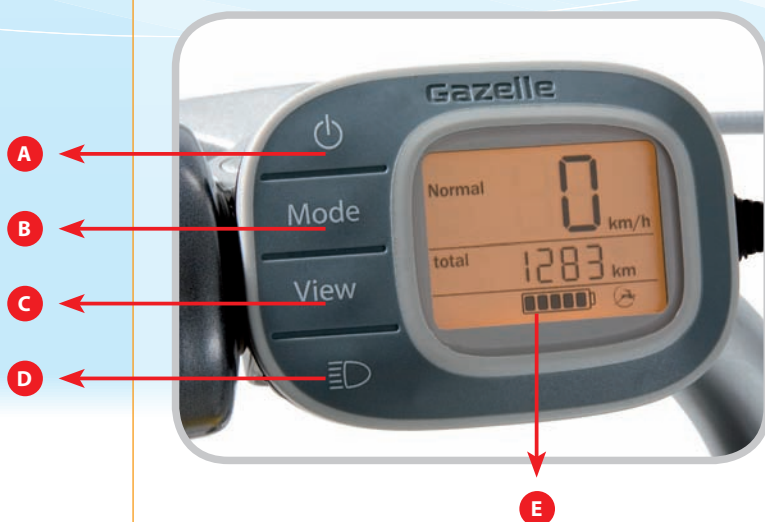 Gazelle
A
B
Mode
Normal
0
km/h
total
1283 km
C
View
D
E